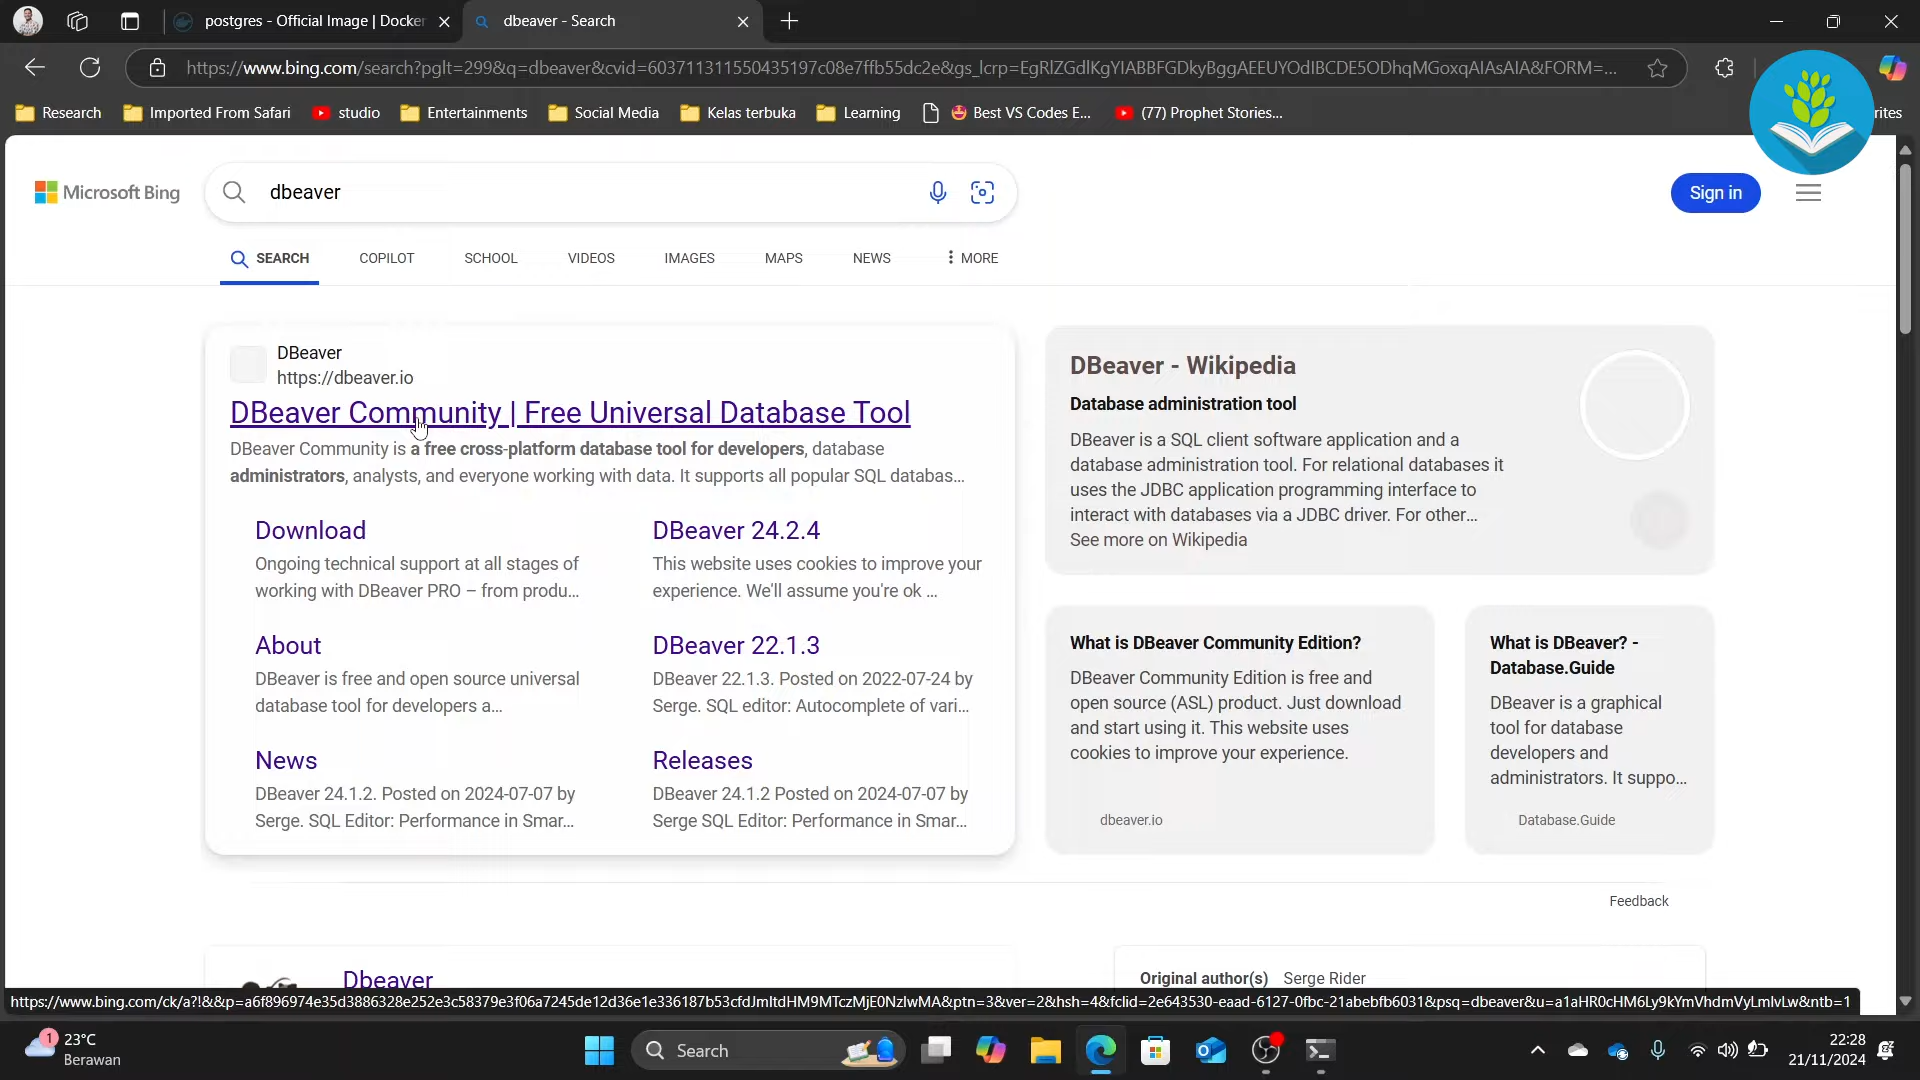 postgres - Official Image | Docker
dbeaver - Search
https://www.bing.com/search?pglt=299&q=dbeaver&cvid=603711311550435197c08e7ffb55dc2e&gs_lcrp=EgRlZGdlKgYIABBFGDkyBggAEEUYOdIBCDE5ODhqMGoxqAIAsAIA&FORM=...
Research
Imported From Safari
studio
Entertainments
Social Media
Kelas terbuka
Learning
Best VS Codes E...
(77) Prophet Stories...
rites
Microsoft Bing
dbeaver
Sign in
SEARCH
COPILOT
SCHOOL
VIDEOS
IMAGES
MAPS
NEWS
MORE
DBeaver
https://dbeaver.io
DBeaver Community | Free Universal Database Tool
DBeaver Community is a free cross-platform database tool for developers, database
administrators, analysts, and everyone working with data. It supports all popular SQL databas...
Download
Ongoing technical support at all stages of
working with DBeaver PRO – from produ...
DBeaver 24.2.4
This website uses cookies to improve your
experience. We'll assume you're ok ...
About
DBeaver is free and open source universal
database tool for developers a...
DBeaver 22.1.3
DBeaver 22.1.3. Posted on 2022-07-24 by
Serge. SQL editor: Autocomplete of vari...
News
DBeaver 24.1.2. Posted on 2024-07-07 by
Serge. SQL Editor: Performance in Smar...
Releases
DBeaver 24.1.2 Posted on 2024-07-07 by
Serge SQL Editor: Performance in Smar...
DBeaver - Wikipedia
Database administration tool
DBeaver is a SQL client software application and a
database administration tool. For relational databases it
uses the JDBC application programming interface to
interact with databases via a JDBC driver. For other...
See more on Wikipedia
What is DBeaver Community Edition?
DBeaver Community Edition is free and
open source (ASL) product. Just download
and start using it. This website uses
cookies to improve your experience.
dbeaver.io
What is DBeaver? -
Database.Guide
DBeaver is a graphical
tool for database
developers and
administrators. It suppo...
Database.Guide
Feedback
Dbeaver
Original author(s) Serge Rider
https://www.bing.com/ck/a?!&&p=a6f896974e35d3886328e252e3c58379e3f06a7245de12d36e1e336187b53cfdJmltdHM9MTczMjE0NzIwMA&ptn=3&ver=2&hsh=4&fclid=2e643530-eaad-6127-0fbc-21abebfb6031&psq=dbeaver&u=a1aHR0cHM6Ly9kYmVhdmVyLmlvLw&ntb=1
1
23°C
Berawan
Search
22:28
21/11/2024